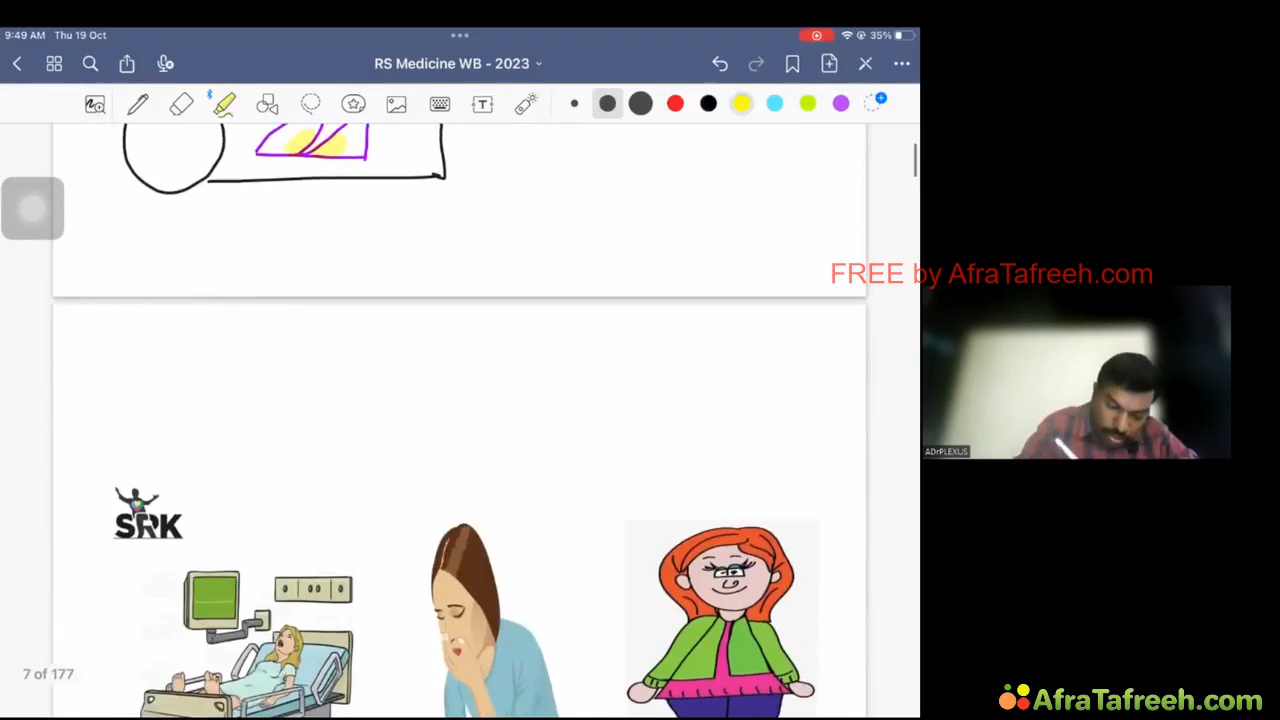 9:49 AM Thu 19 Oct
35%
RS Medicine WB - 2023
T
FREE by AfraTafreeh.com
ADrPLEXUS
SRK
7 of 177
AfraTafreeh.com